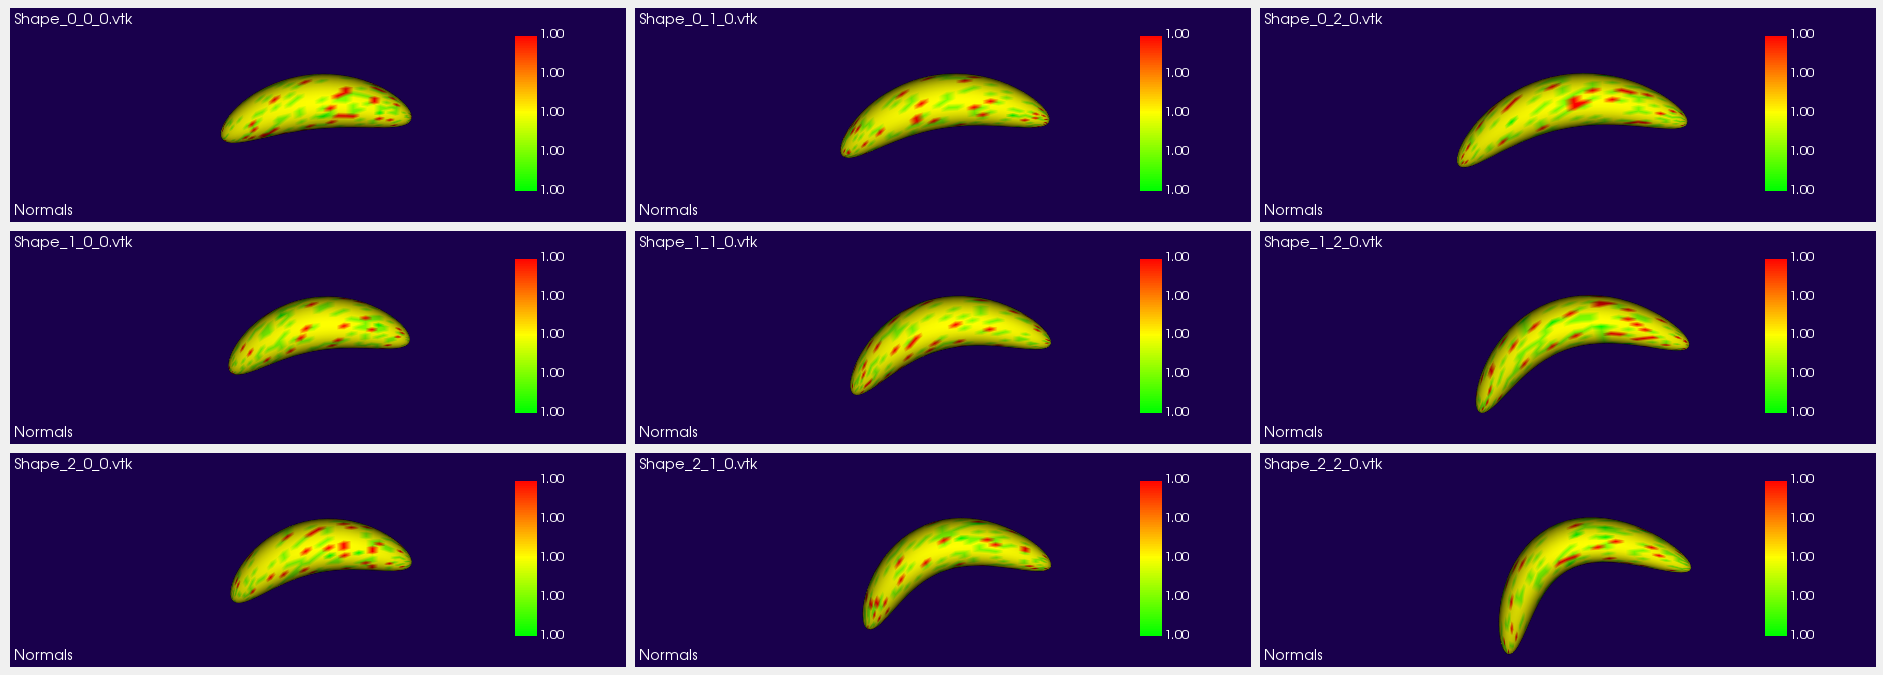 Shape_0_0_0.vtk
1.00
1.00
1.00
1.00
1.00
Normals
Shape_0_1_0.vtk
1.00
1.00
1.00
1.00
1.00
Normals
Shape_0_2_0.vtk
1.00
1.00
1.00
1.00
1.00
Normals
Shape_1_0_0.vtk
1.00
1.00
1.00
1.00
1.00
Normals
Shape_1_1_0.vtk
1.00
1.00
1.00
1.00
1.00
Normals
Shape_1_2_0.vtk
1.00
1.00
1.00
1.00
1.00
Normals
Shape_2_0_0.vtk
1.00
1.00
1.00
1.00
1.00
Normals
Shape_2_1_0.vtk
1.00
1.00
1.00
1.00
1.00
Normals
Shape_2_2_0.vtk
1.00
1.00
1.00
1.00
1.00
Normals